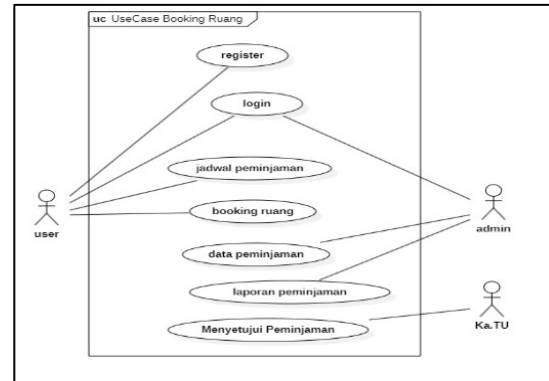 uc UseCase Booking Ruang
register
login
jadwal peminjaman
booking ruang
user
admin
data peminjaman
laporan peminjaman
Menyetujui Peminjaman
Ka.TU